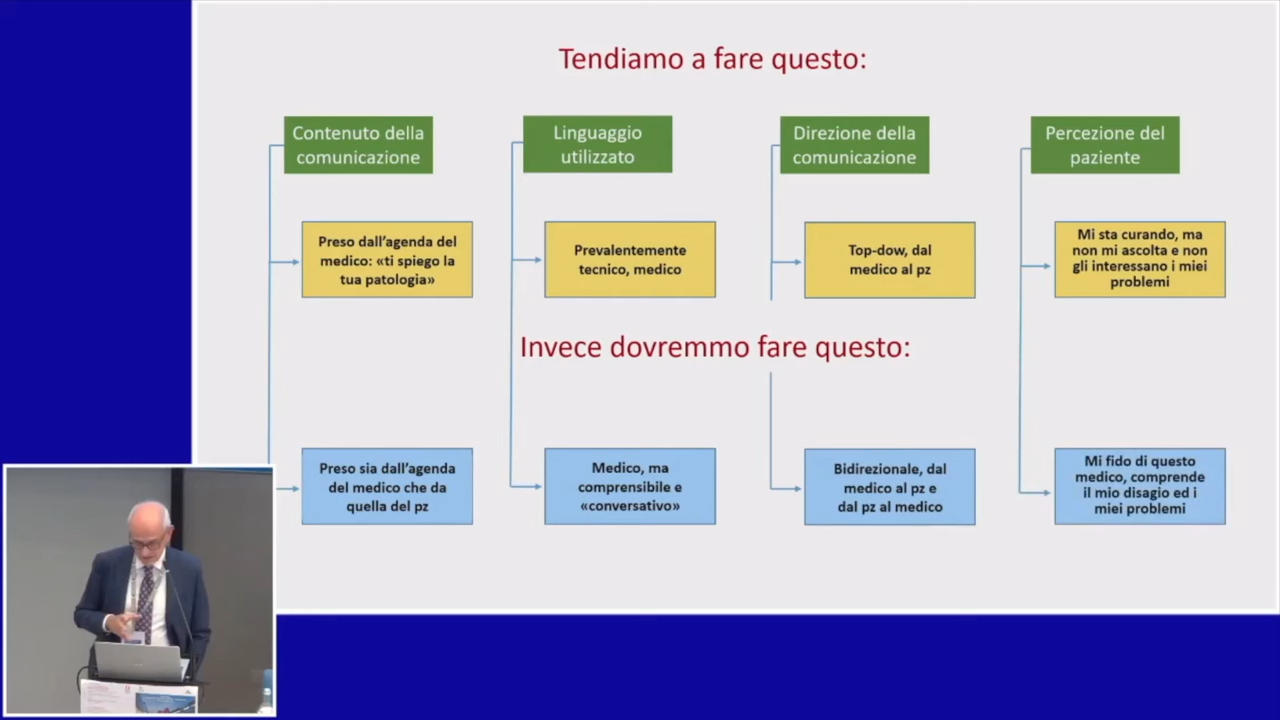 Tendiamo a fare questo:
Contenuto della
comunicazione
Linguaggio
utilizzato
Direzione della
comunicazione
Percezione del
paziente
Preso dall’agenda del
medico: «ti spiego la
tua patologia»
Prevalentemente
tecnico, medico
Top-dow, dal
medico al pz
Mi sta curando, ma
non mi ascolta e non
gli interessano i miei
problemi
Invece dovremmo fare questo:
Preso sia dall’agenda
del medico che da
quella del pz
Medico, ma
comprensibile e
«conversativo»
Bidirezionale, dal
medico al pz e
dal pz al medico
Mi fido di questo
medico, comprende
il mio disagio ed i
miei problemi